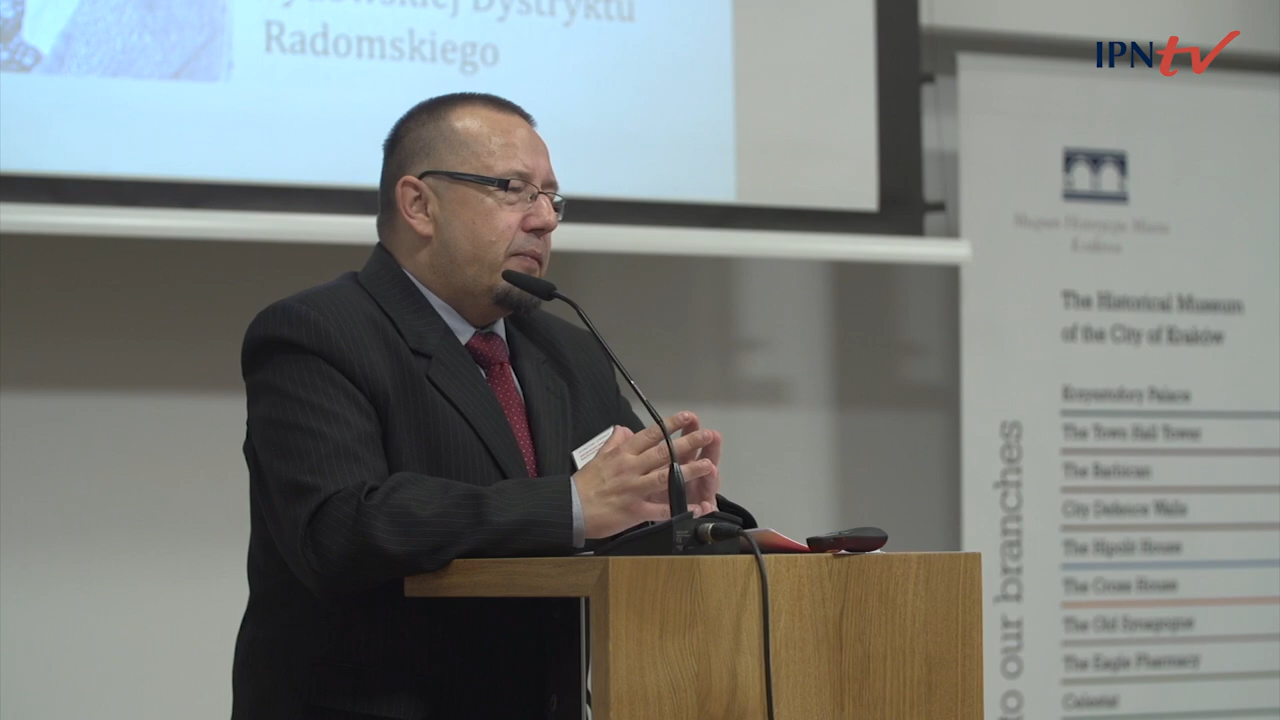 Dystryktu
Radomskiego
IPNtv
Muzeum Historyczne Miasta
Krakowa
The Historical Museum
of the City of Kraków
to our branches
Krzysztofory Palace
The Town Hall Tower
The Barbican
City Defence Walls
The Hipolit House
The Cross House
The Old Synagogue
The Eagle Pharmacy
Celestat